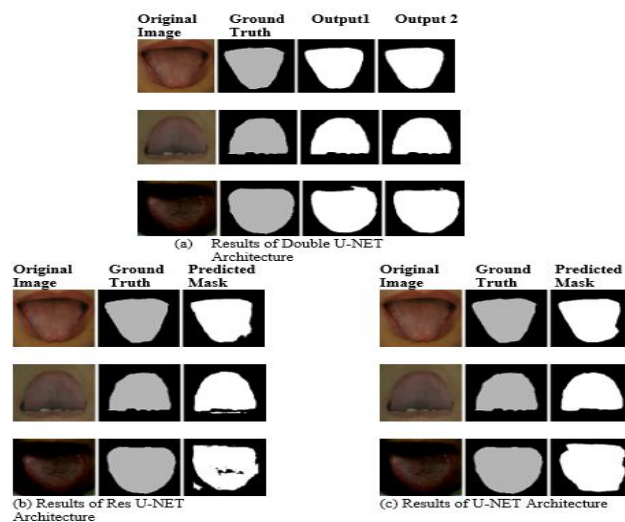 Original Image Ground Truth Output1 Output 2
(a) Results of Double U-NET
Architecture
Original Image Ground Truth Predicted Mask
(b) Results of Res U-NET
Architecture
Original Image Ground Truth Predicted Mask
(c) Results of U-NET Architecture